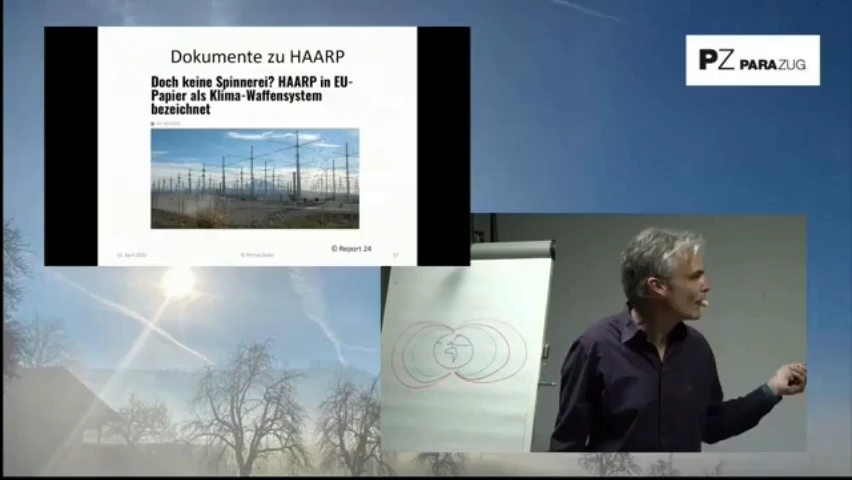 Dokumente zu HAARP
Doch keine Spinnerei? HAARP in EU-
Papier als Klima-Waffensystem
bezeichnet
© Report 24
PZ PARAZUG